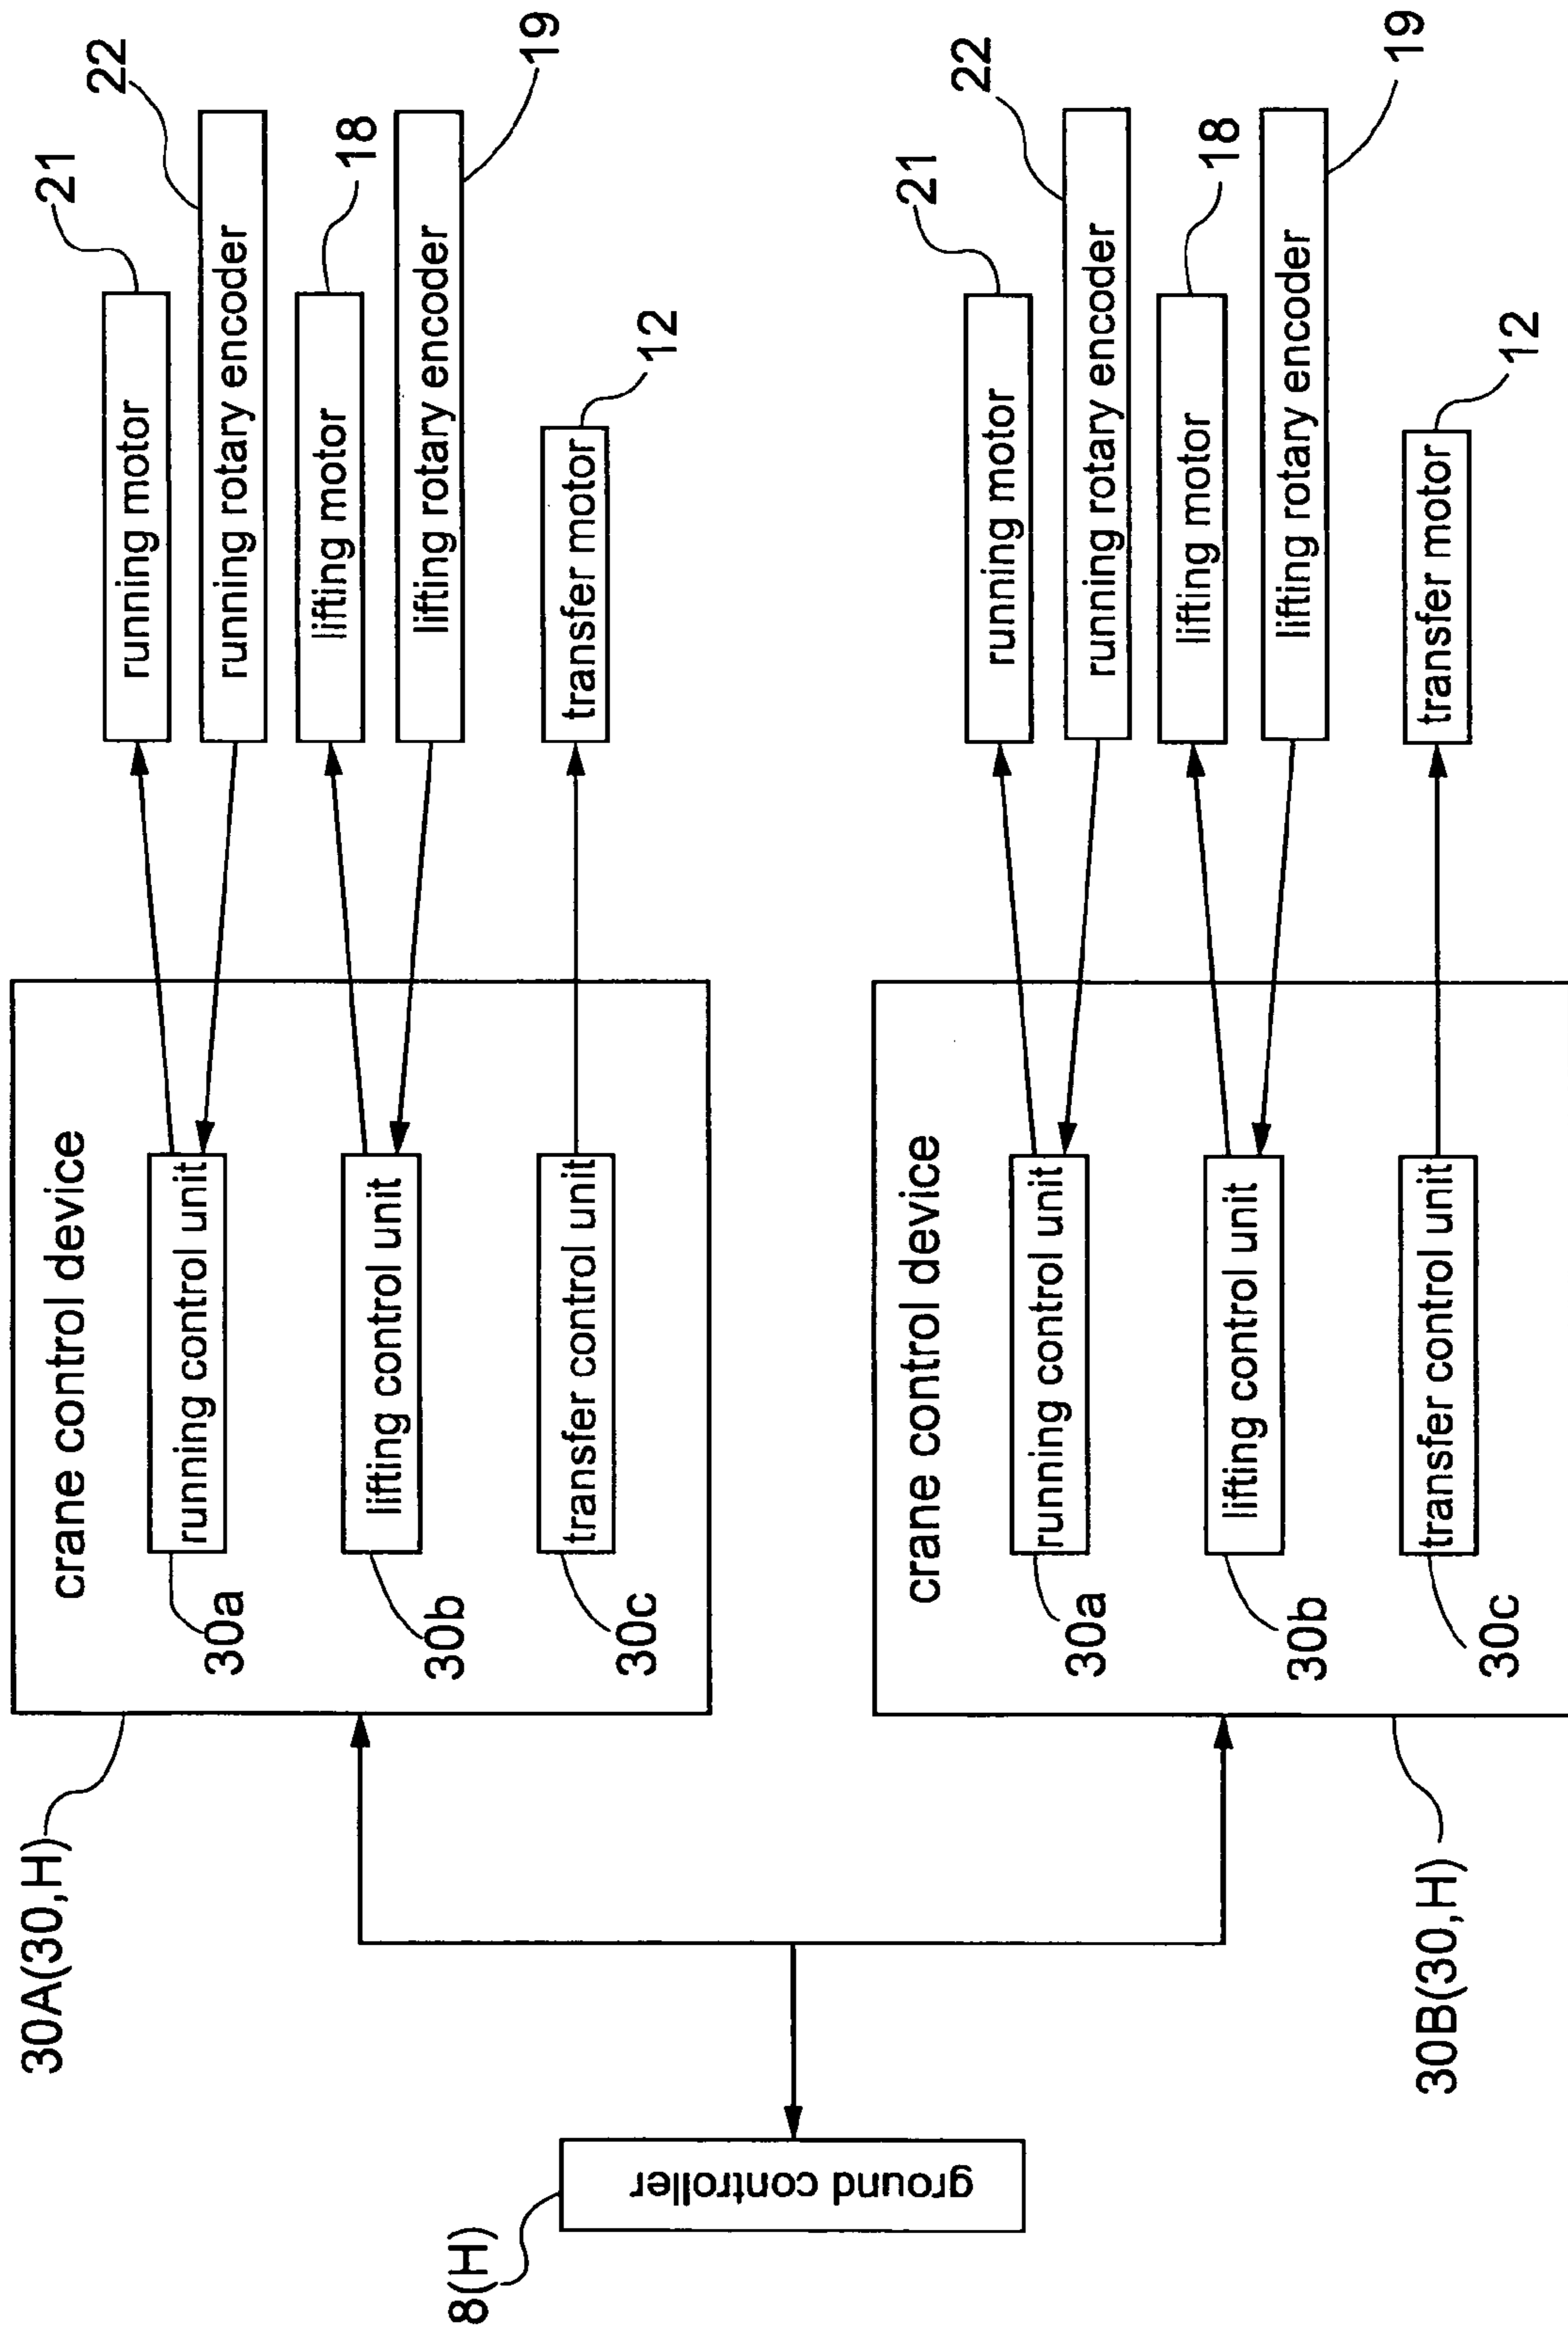 30A(30,H)
crane control device
30a
running control unit
30b
lifting control unit
30c
transfer control unit
running motor
21
running rotary encoder
22
lifting motor
18
lifting rotary encoder
19
transfer motor
12
8(H)
ground controller
30B(30,H)
crane control device
30a
running control unit
30b
lifting control unit
30c
transfer control unit
running motor
21
running rotary encoder
22
lifting motor
18
lifting rotary encoder
19
transfer motor
12